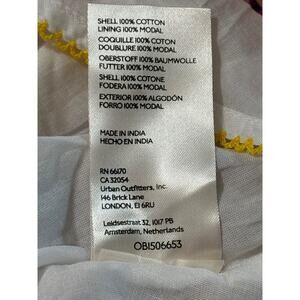 SHELL 100% COTTON
LINING 100% MODAL
COQUILLE 100% COTON
DOUBLURE 100% MODAL
OBERSTOFF 100% BAUMWOLLE
FUTTER 100% MODAL
SHELL 100% COTONE
FODERA 100% MODAL
EXTERIOR 100% ALGODÓN
FORRO 100% MODAL
MADE IN INDIA
HECHO EN INDIA
RN 66170
CA 32054
Urban Outfitters, Inc.
146 Brick Lane
LONDON, E1 6RU
Leidsestraat 32, 1017 PB
Amsterdam, Netherlands
OB1506653